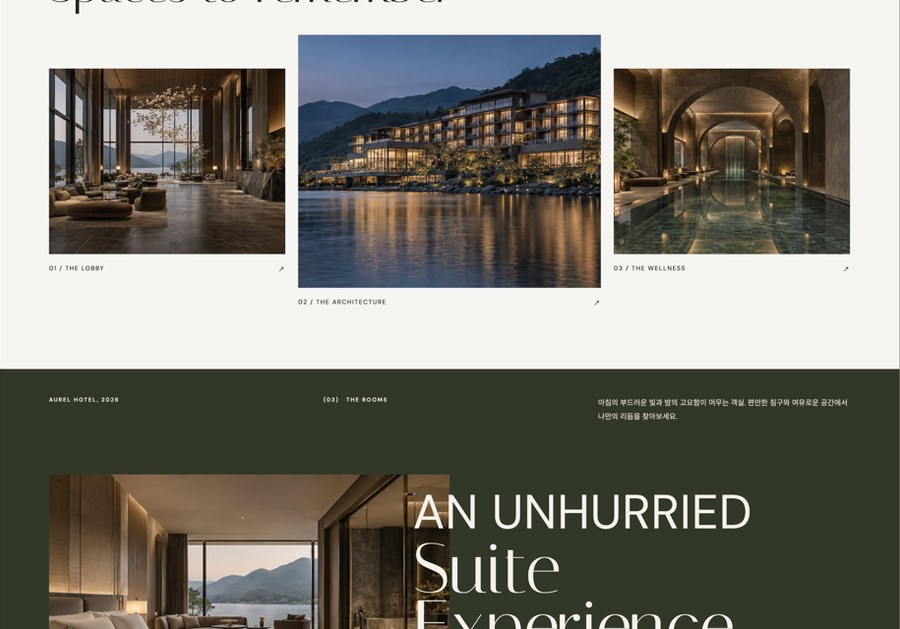 Spaces to remember
01 / THE LOBBY ↗
02 / THE ARCHITECTURE ↗
03 / THE WELLNESS ↗
AUREL HOTEL, 2026
(03) THE ROOMS
아침의 부드러운 빛과 밤의 고요함이 머무는 객실. 편안한 침구와 여유로운 공간에서
나만의 리듬을 찾아보세요.
AN UNHURRIED
Suite
Experience